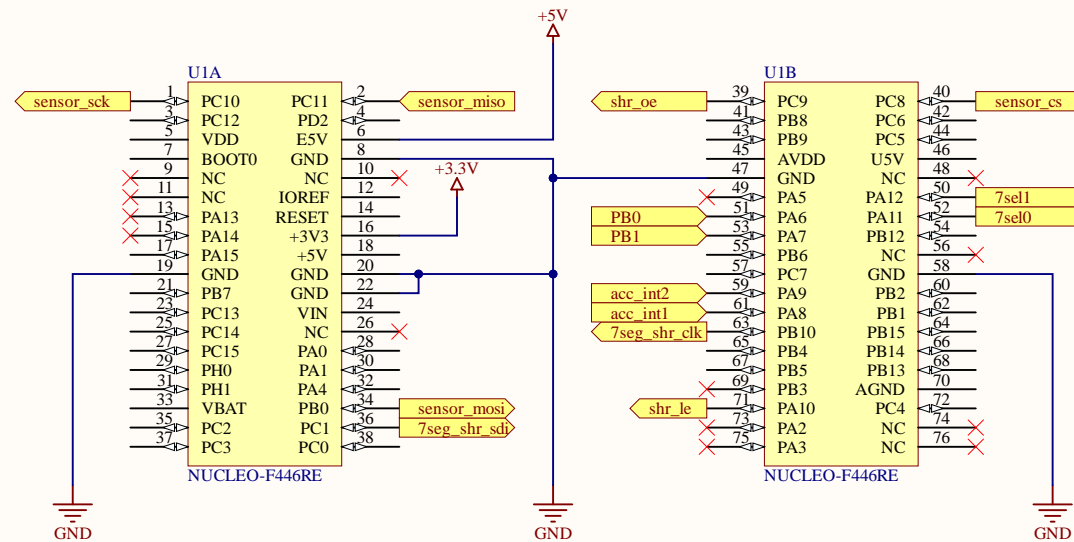 +5V
U1A
U1B
sensor_sck 1 PC10 PC11 2 sensor_miso
3 PC12 PD2 4
5 VDD E5V 6
7 BOOT0 GND 8
9 NC NC 10
11 NC IOREF 12
13 PA13 RESET 14
15 PA14 +3V3 16
17 PA15 +5V 18
19 GND GND 20
21 PB7 GND 22
23 PC13 VIN 24
25 PC14 NC 26
27 PC15 PA0 28
29 PH0 PA1 30
31 PH1 PA4 32
33 VBAT PB0 34 sensor_mosi
35 PC2 PC1 36 7seg_shr_sdi
37 PC3 PC0 38
NUCLEO-F446RE
+3.3V
GND
GND
shr_oe 39 PC9 PC8 40 sensor_cs
41 PB8 PC6 42
43 PB9 PC5 44
45 AVDD U5V 46
47 GND NC 48
49 PA5 PA12 50 7sel1
PB0 51 PA6 PA11 52 7sel0
PB1 53 PA7 PB12 54
55 PB6 NC 56
57 PC7 GND 58
acc_int2 59 PA9 PB2 60
acc_int1 61 PA8 PB1 62
7seg_shr_clk 63 PB10 PB15 64
65 PB4 PB14 66
67 PB5 PB13 68
69 PB3 AGND 70
shr_le 71 PA10 PC4 72
73 PA2 NC 74
75 PA3 NC 76
NUCLEO-F446RE
GND